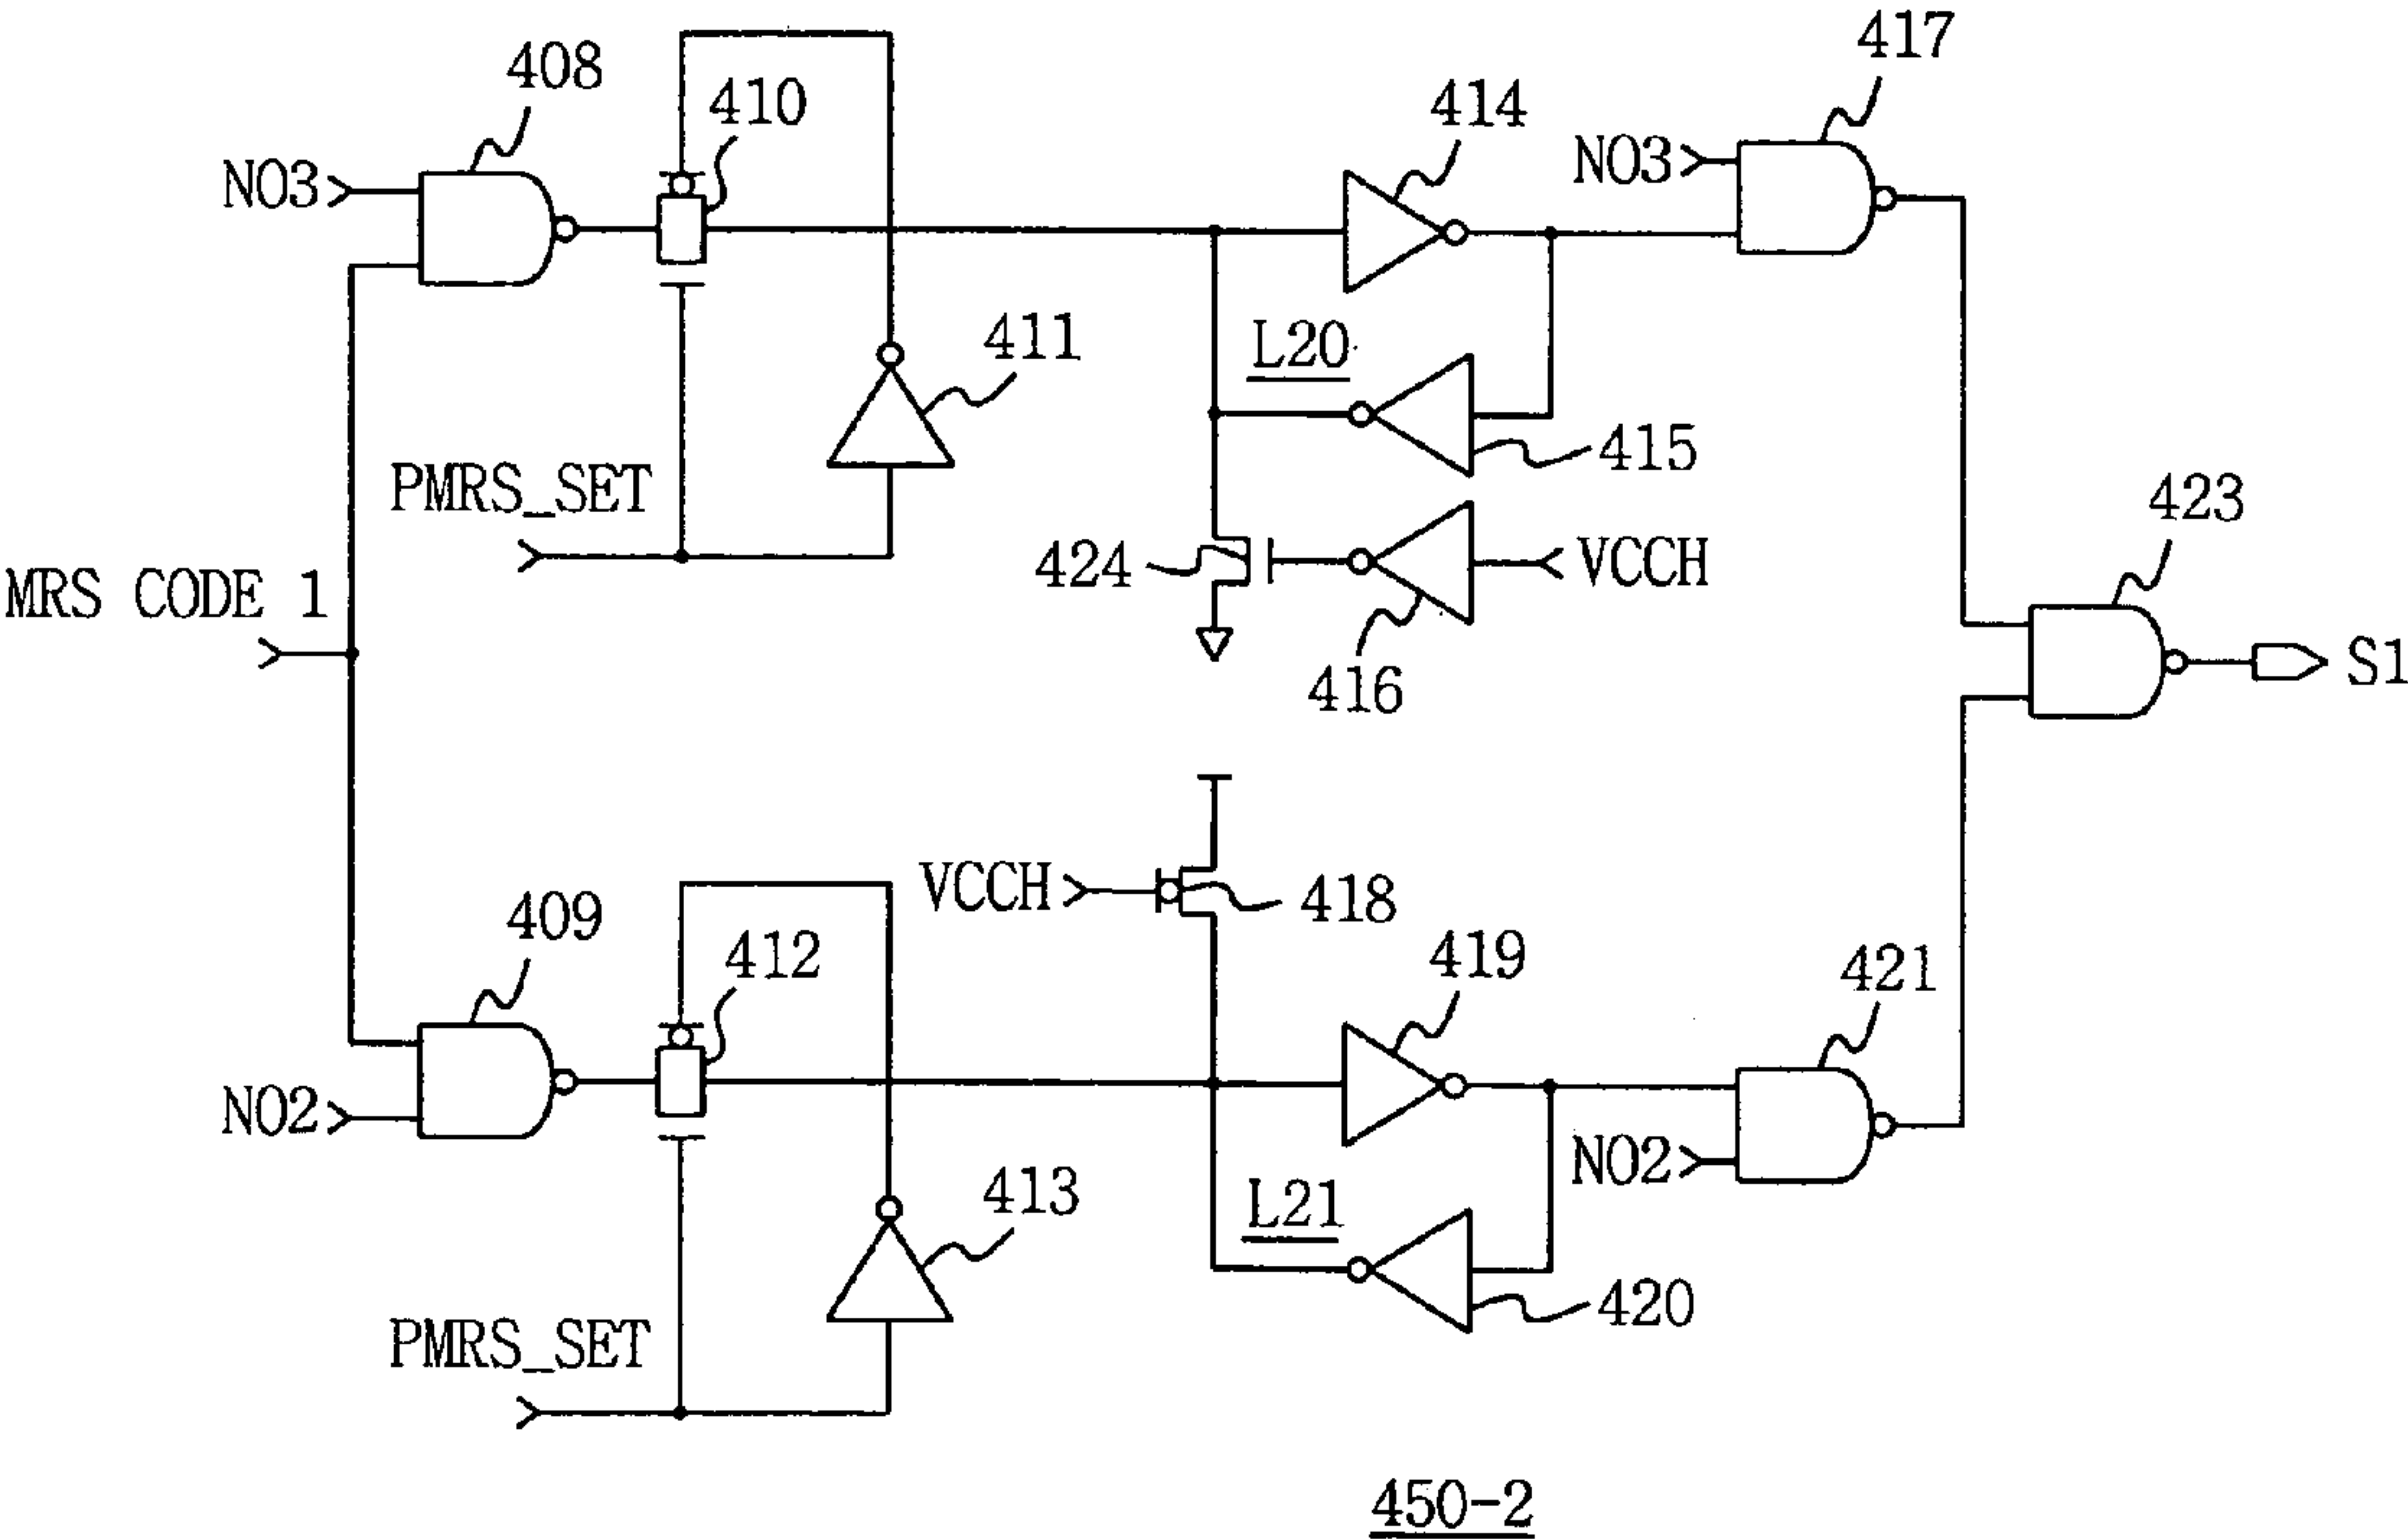 408
410
414
417
NO3
NO3
411
L20
415
PMRS_SET
424
VCCH
423
MRS CODE 1
416
S1
VCCH
418
409
412
419
421
NO2
NO2
413
L21
420
PMRS_SET
450-2